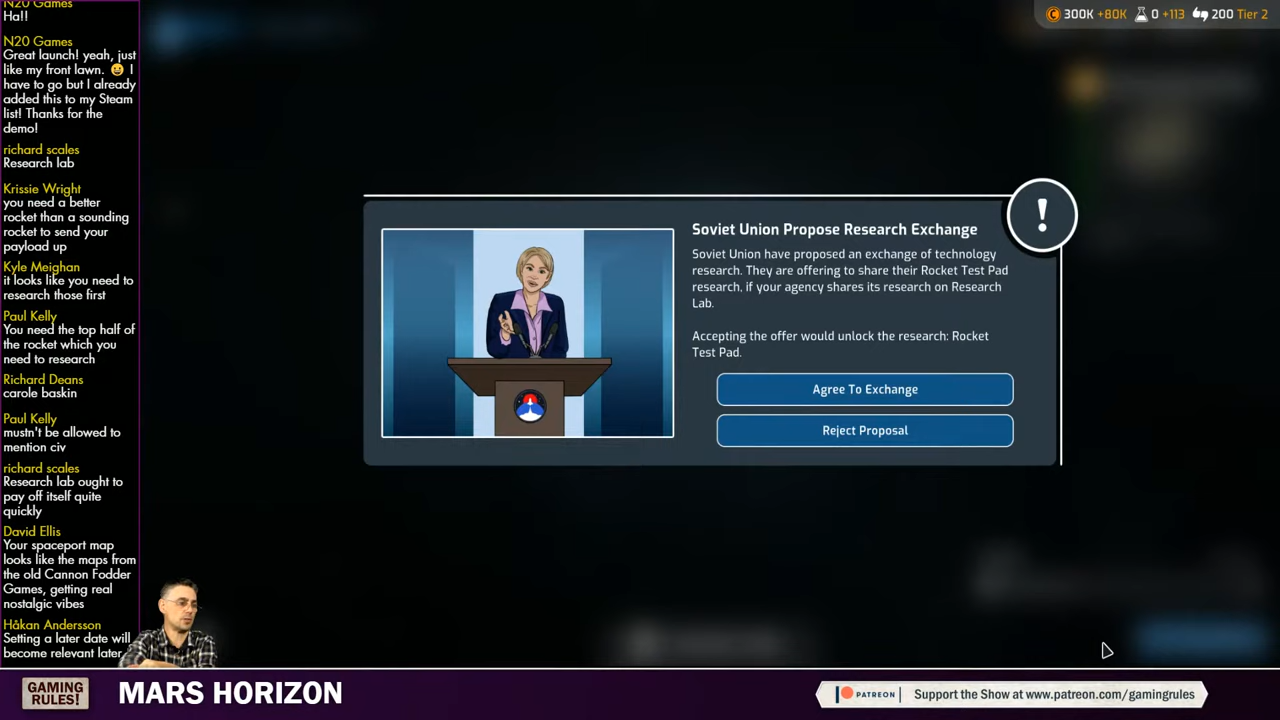 N20 Games
Ha!!
N20 Games
Great launch! yeah, just
like my front lawn. 😀 I
have to go but I already
added this to my Steam
list! Thanks for the
demo!
richard scales
Research lab
Krissie Wright
you need a better
rocket than a sounding
rocket to send your
payload up
Kyle Meighan
it looks like you need to
research those first
Paul Kelly
You need the top half of
the rocket which you
need to research
Richard Deans
carole baskin
Paul Kelly
mustn't be allowed to
mention civ
richard scales
Research lab ought to
pay off itself quite
quickly
David Ellis
Your spaceport map
looks like the maps from
the old Cannon Fodder
Games, getting real
nostalgic vibes
Håkan Andersson
Setting a later date will
become relevant later
300K +80K 0 +113 200 Tier 2
!
Soviet Union Propose Research Exchange
Soviet Union have proposed an exchange of technology
research. They are offering to share their Rocket Test Pad
research, if your agency shares its research on Research
Lab.
Accepting the offer would unlock the research: Rocket
Test Pad.
Agree To Exchange
Reject Proposal
GAMING
RULES!
MARS HORIZON
PATREON
Support the Show at www.patreon.com/gamingrules